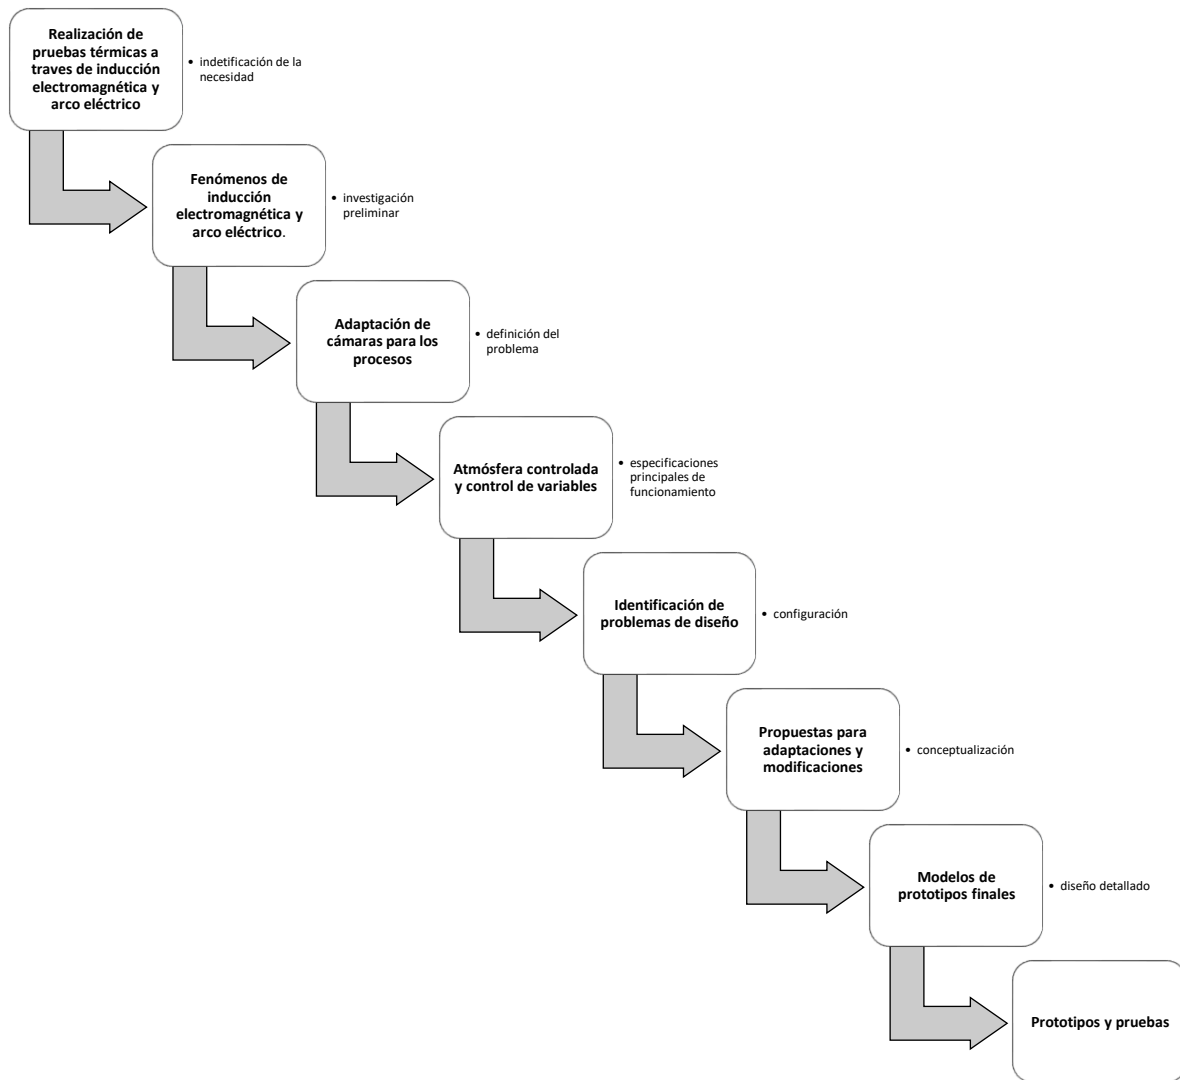 Realización de
pruebas térmicas a
traves de inducción
electromagnética y
arco eléctrico
• indetificación de la
necesidad
Fenómenos de
inducción
electromagnética y
arco eléctrico.
• investigación
preliminar
Adaptación de
cámaras para los
procesos
• definición del
problema
Atmósfera controlada
y control de variables
• especificaciones
principales de
funcionamiento
Identificación de
problemas de diseño
• configuración
Propuestas para
adaptaciones y
modificaciones
• conceptualización
Modelos de
prototipos finales
• diseño detallado
Prototipos y pruebas